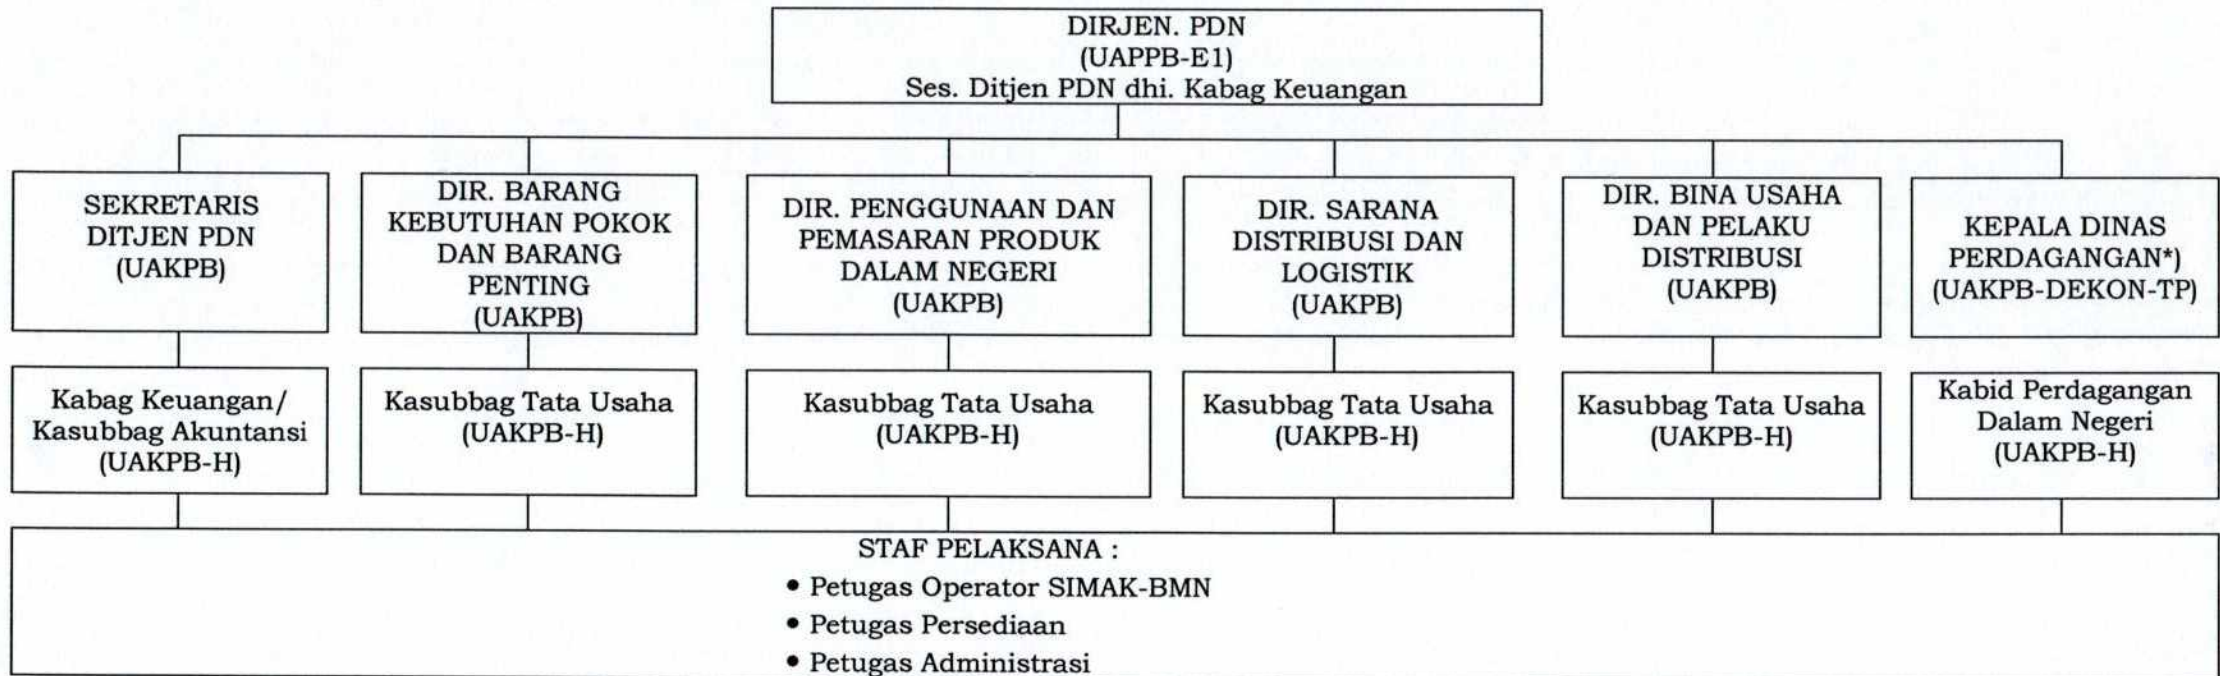 DIRJEN. PDN
(UAPPB-E1)
Ses. Ditjen PDN dhi. Kabag Keuangan
SEKRETARIS
DITJEN PDN
(UAKPB)
DIR. BARANG
KEBUTUHAN POKOK
DAN BARANG
PENTING
(UAKPB)
DIR. PENGGUNAAN DAN
PEMASARAN PRODUK
DALAM NEGERI
(UAKPB)
DIR. SARANA
DISTRIBUSI DAN
LOGISTIK
(UAKPB)
DIR. BINA USAHA
DAN PELAKU
DISTRIBUSI
(UAKPB)
KEPALA DINAS
PERDAGANGAN*)
(UAKPB-DEKON-TP)
Kabag Keuangan/
Kasubbag Akuntansi
(UAKPB-H)
Kasubbag Tata Usaha
(UAKPB-H)
Kasubbag Tata Usaha
(UAKPB-H)
Kasubbag Tata Usaha
(UAKPB-H)
Kasubbag Tata Usaha
(UAKPB-H)
Kabid Perdagangan
Dalam Negeri
(UAKPB-H)
STAF PELAKSANA :
• Petugas Operator SIMAK-BMN
• Petugas Persediaan
• Petugas Administrasi